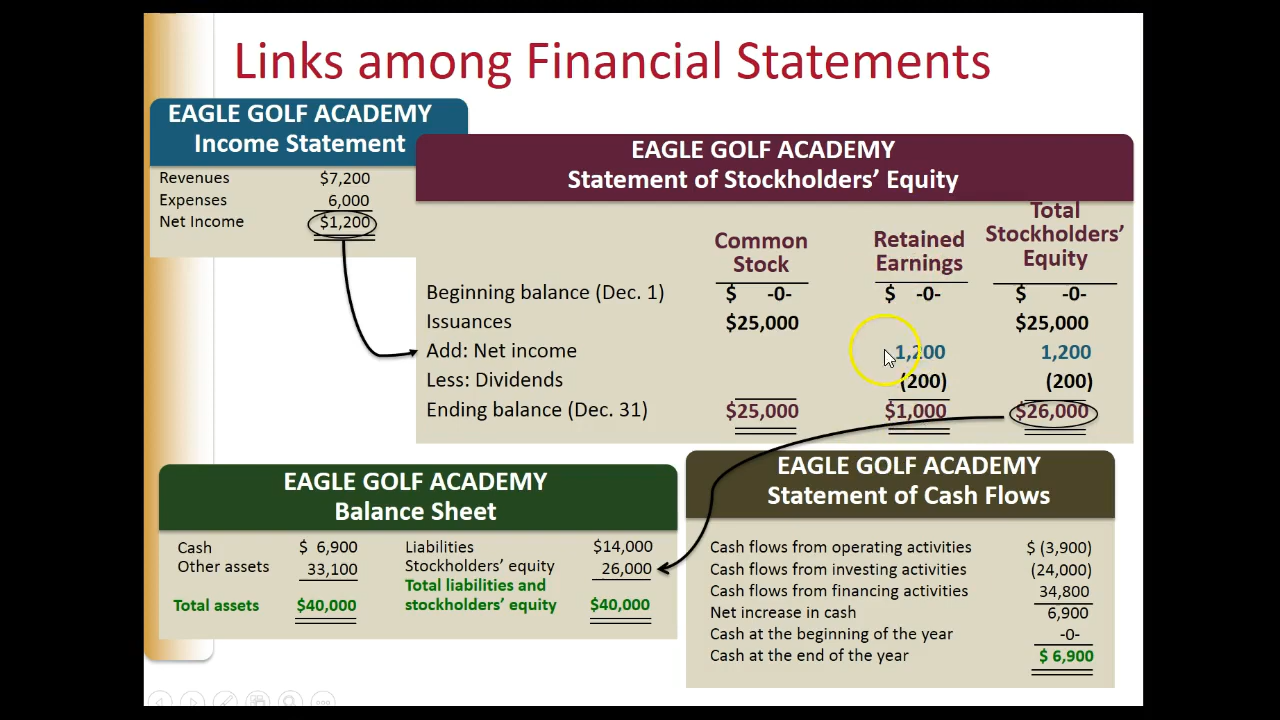 Links among Financial Statements
EAGLE GOLF ACADEMY
Income Statement
Revenues $7,200
Expenses 6,000
Net Income $1,200
EAGLE GOLF ACADEMY
Statement of Stockholders’ Equity
Common
Stock
Retained
Earnings
Total
Stockholders’
Equity
Beginning balance (Dec. 1) $ -0- $ -0- $ -0-
Issuances $25,000 $25,000
Add: Net income 1,200 1,200
Less: Dividends (200) (200)
Ending balance (Dec. 31) $25,000 $1,000 $26,000
EAGLE GOLF ACADEMY
Balance Sheet
Cash $ 6,900 Liabilities $14,000
Other assets 33,100 Stockholders’ equity 26,000
Total liabilities and
Total assets $40,000 stockholders’ equity $40,000
EAGLE GOLF ACADEMY
Statement of Cash Flows
Cash flows from operating activities $ (3,900)
Cash flows from investing activities (24,000)
Cash flows from financing activities 34,800
Net increase in cash 6,900
Cash at the beginning of the year -0-
Cash at the end of the year $ 6,900